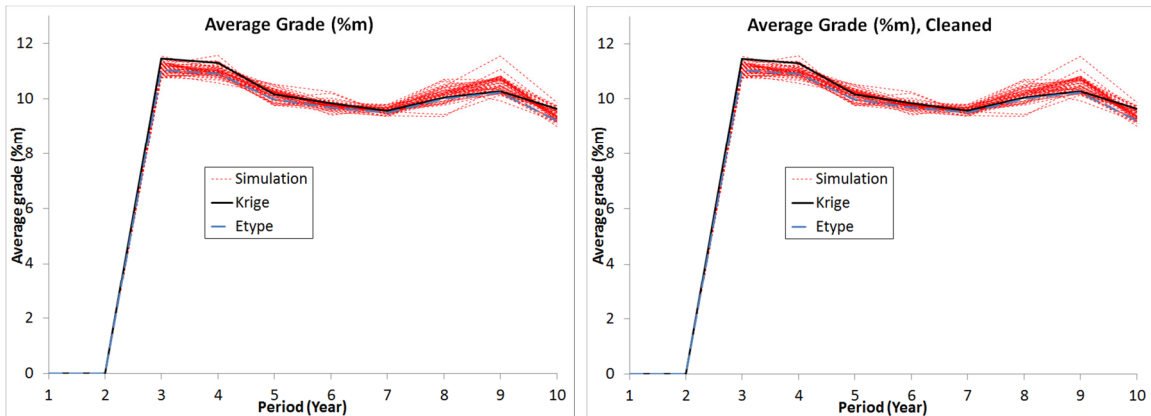 Average Grade (%m)
12
10
8
6
4
2
0
Average grade (%m)
Simulation
Krige
Etype
1 2 3 4 5 6 7 8 9 10
Period (Year)
Average Grade (%m), Cleaned
12
10
8
6
4
2
0
Average grade (%m)
Simulation
Krige
Etype
1 2 3 4 5 6 7 8 9 10
Period (Year)